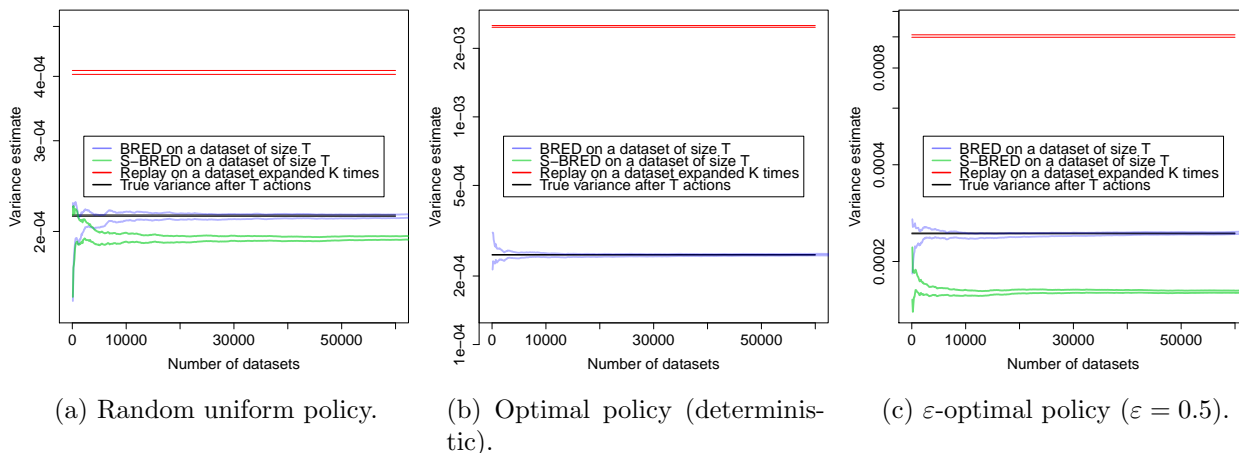 Variance estimate
2e−04
3e−04
4e−04
BRED on a dataset of size T
S−BRED on a dataset of size T
Replay on a dataset expanded K times
True variance after T actions
0
10000
30000
50000
Number of datasets
(a) Random uniform policy.
Variance estimate
1e−04
2e−04
5e−04
1e−03
2e−03
BRED on a dataset of size T
S−BRED on a dataset of size T
Replay on a dataset expanded K times
True variance after T actions
0
10000
30000
50000
Number of datasets
(b) Optimal policy (determinis-
tic).
Variance estimate
0.0002
0.0004
0.0008
BRED on a dataset of size T
S−BRED on a dataset of size T
Replay on a dataset expanded K times
True variance after T actions
0
10000
30000
50000
Number of datasets
(c) ε-optimal policy (ε = 0.5).